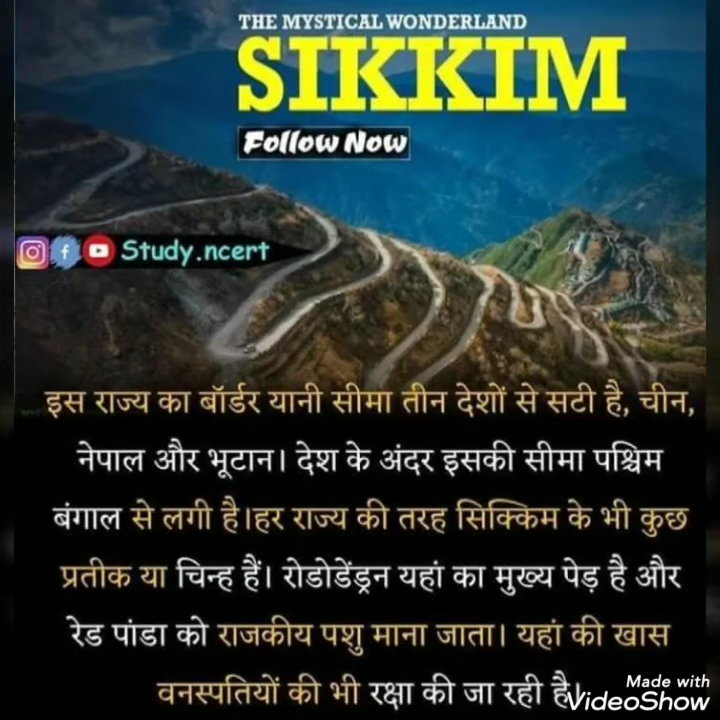 THE MYSTICAL WONDERLAND
SIKKIM
Follow Now
Study.ncert
इस राज्य का बॉर्डर यानी सीमा तीन देशों से सटी है, चीन,
नेपाल और भूटान। देश के अंदर इसकी सीमा पश्चिम
बंगाल से लगी है।हर राज्य की तरह सिक्किम के भी कुछ
प्रतीक या चिन्ह हैं। रोडोडेंड्रन यहां का मुख्य पेड़ है और
रेड पांडा को राजकीय पशु माना जाता। यहां की खास
वनस्पतियों की भी रक्षा की जा रही है।
Made with
VideoShow